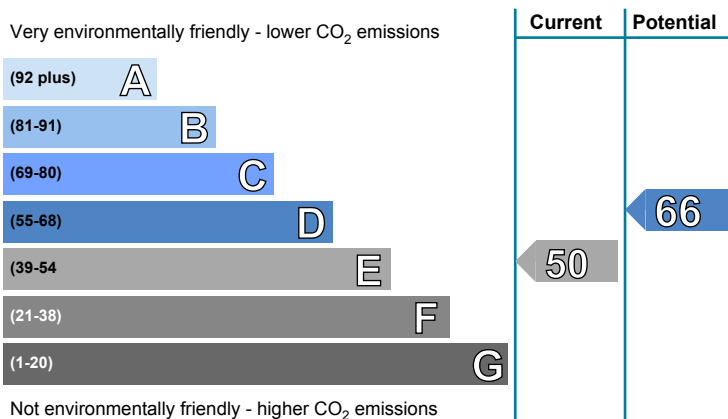 Current Potential
Very environmentally friendly - lower CO2 emissions
(92 plus) A
(81-91) B
(69-80) C
(55-68) D
66
(39-54 E
50
(21-38) F
(1-20) G
Not environmentally friendly - higher CO2 emissions